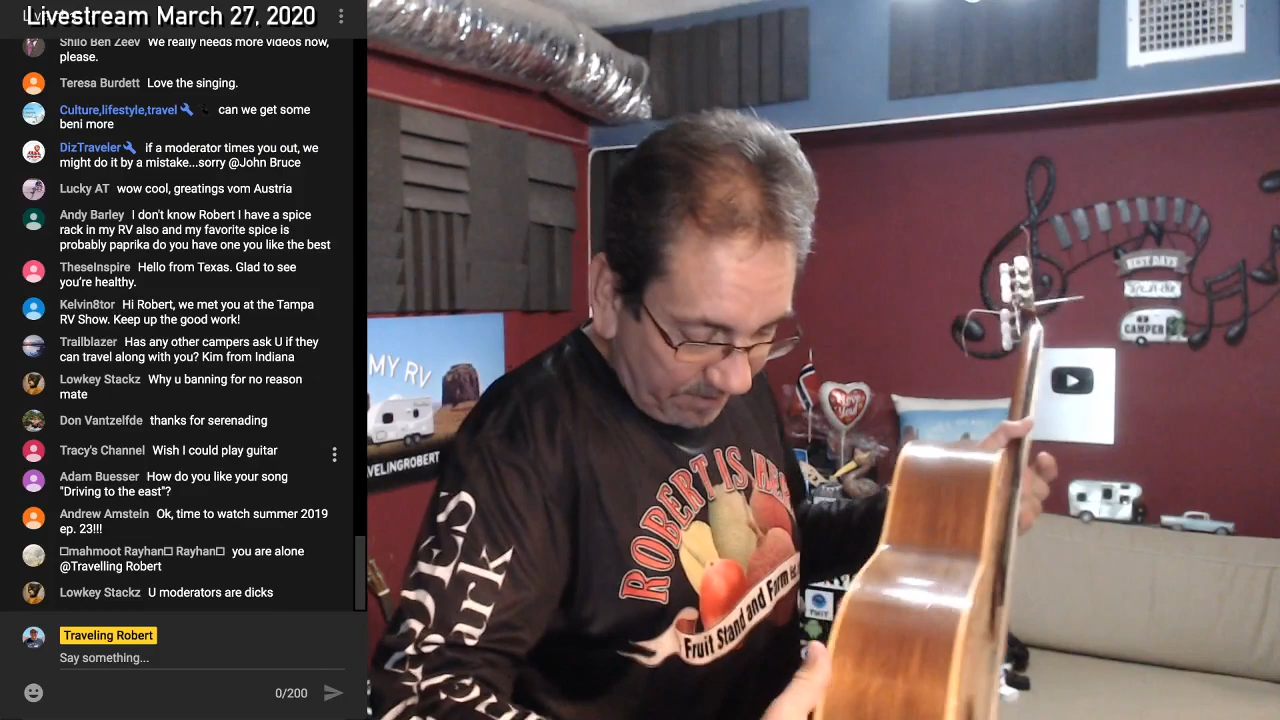 Livestream March 27, 2020
Shilo Ben Zeev We really needs more videos now,
please.
Teresa Burdett Love the singing.
Culture,lifestyle,travel can we get some
beni more
DizTraveler if a moderator times you out, we
might do it by a mistake...sorry @John Bruce
Lucky AT wow cool, greatings vom Austria
Andy Barley I don't know Robert I have a spice
rack in my RV also and my favorite spice is
probably paprika do you have one you like the best
TheseInspire Hello from Texas. Glad to see
you're healthy.
Kelvin8tor Hi Robert, we met you at the Tampa
RV Show. Keep up the good work!
Trailblazer Has any other campers ask U if they
can travel along with you? Kim from Indiana
Lowkey Stackz Why u banning for no reason
mate
Don Vantzelfde thanks for serenading
Tracy's Channel Wish I could play guitar
Adam Buesser How do you like your song
"Driving to the east"?
Andrew Amstein Ok, time to watch summer 2019
ep. 23!!!
□mahmoot Rayhan□ Rayhan□ you are alone
@Travelling Robert
Lowkey Stackz U moderators are dicks
Traveling Robert
Say something...
0/200
MY RV
VELINGROBERT
BEST DAYS
CAMPER
I Love
You!
ROBERT IS HE
Fruit Stand and Farm
ark
TWiT